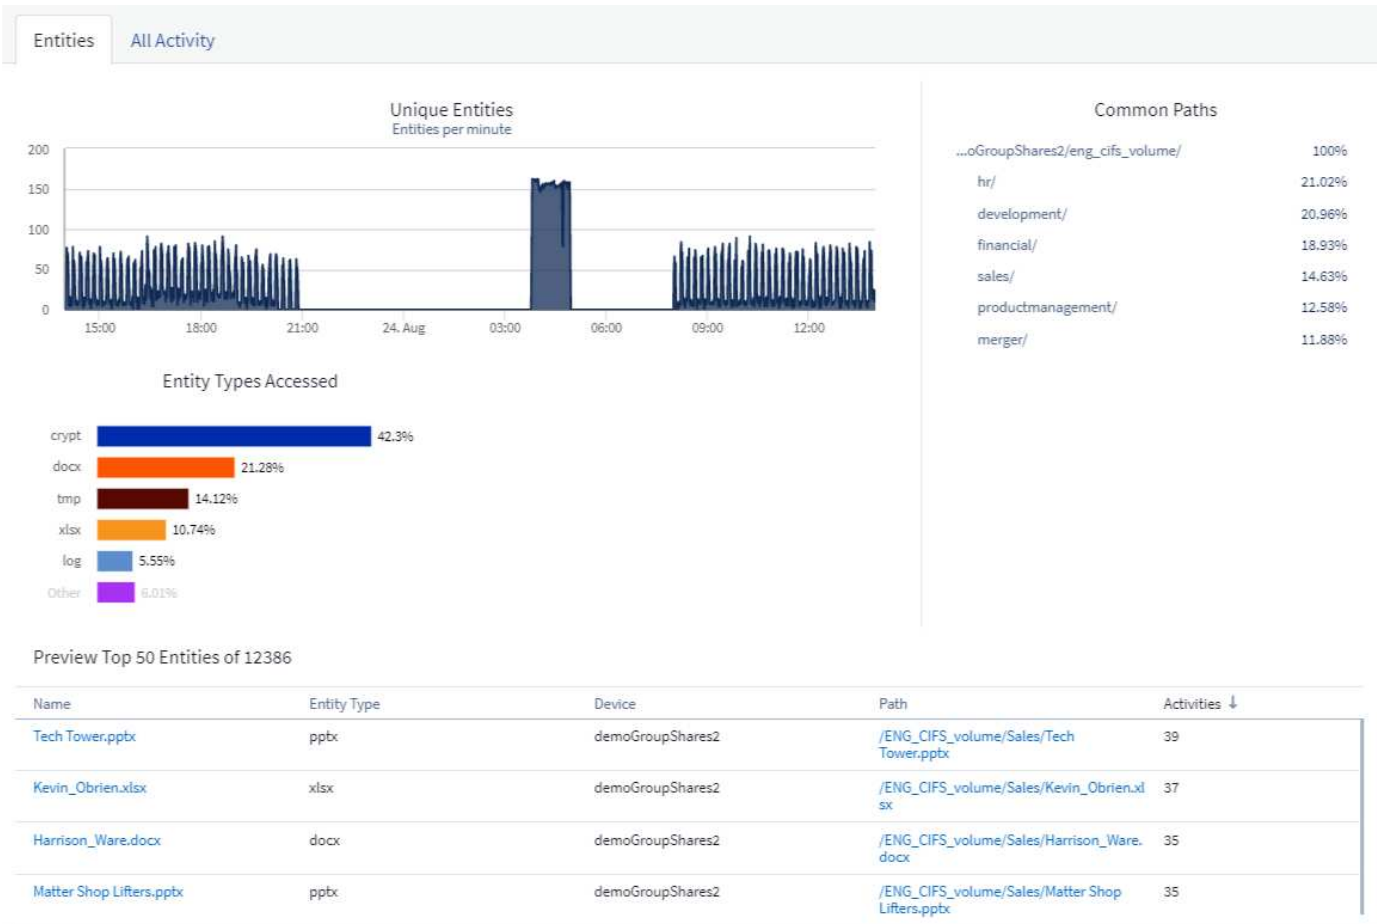 Entities All Activity
Unique Entities
Entities per minute
200
150
100
50
0
15:00 18:00 21:00 24. Aug 03:00 06:00 09:00 12:00
Common Paths
...oGroupShares2/eng_cifs_volume/ 100%
hr/ 21.02%
development/ 20.96%
financial/ 18.93%
sales/ 14.63%
productmanagement/ 12.58%
merger/ 11.88%
Entity Types Accessed
crypt 42.3%
docx 21.28%
tmp 14.12%
xlsx 10.74%
log 5.55%
Other 6.01%
Preview Top 50 Entities of 12386
Name Entity Type Device Path Activities ↓
Tech Tower.pptx pptx demoGroupShares2 /ENG_CIFS_volume/Sales/Tech 39
Tower.pptx
Kevin_Obrien.xlsx xlsx demoGroupShares2 /ENG_CIFS_volume/Sales/Kevin_Obrien.xl 37
sx
Harrison_Ware.docx docx demoGroupShares2 /ENG_CIFS_volume/Sales/Harrison_Ware. 35
docx
Matter Shop Lifters.pptx pptx demoGroupShares2 /ENG_CIFS_volume/Sales/Matter Shop 35
Lifters.pptx